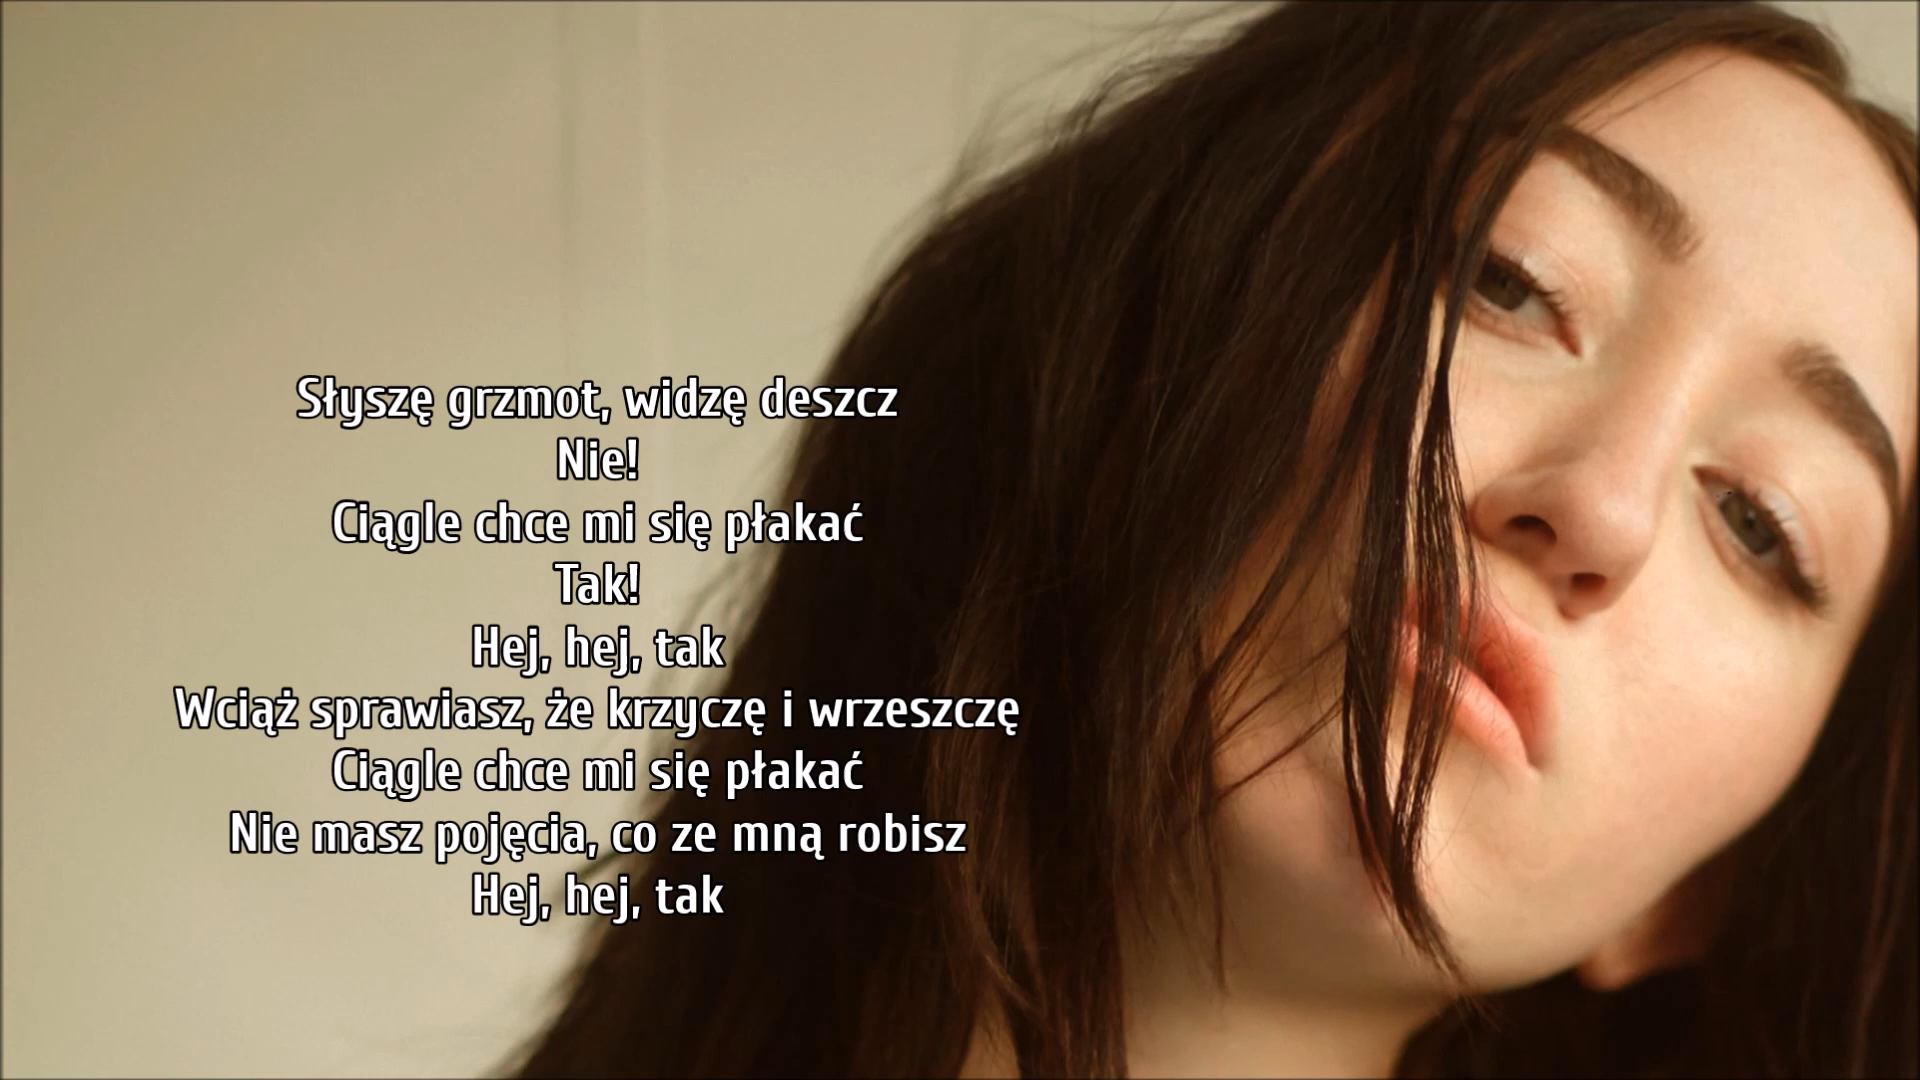 Słyszę grzmot, widzę deszcz
Nie!
Ciągle chce mi się płakać
Tak!
Hej, hej, tak
Wciąż sprawiasz, że krzyczę i wrzeszczę
Ciągle chce mi się płakać
Nie masz pojęcia, co ze mną robisz
Hej, hej, tak